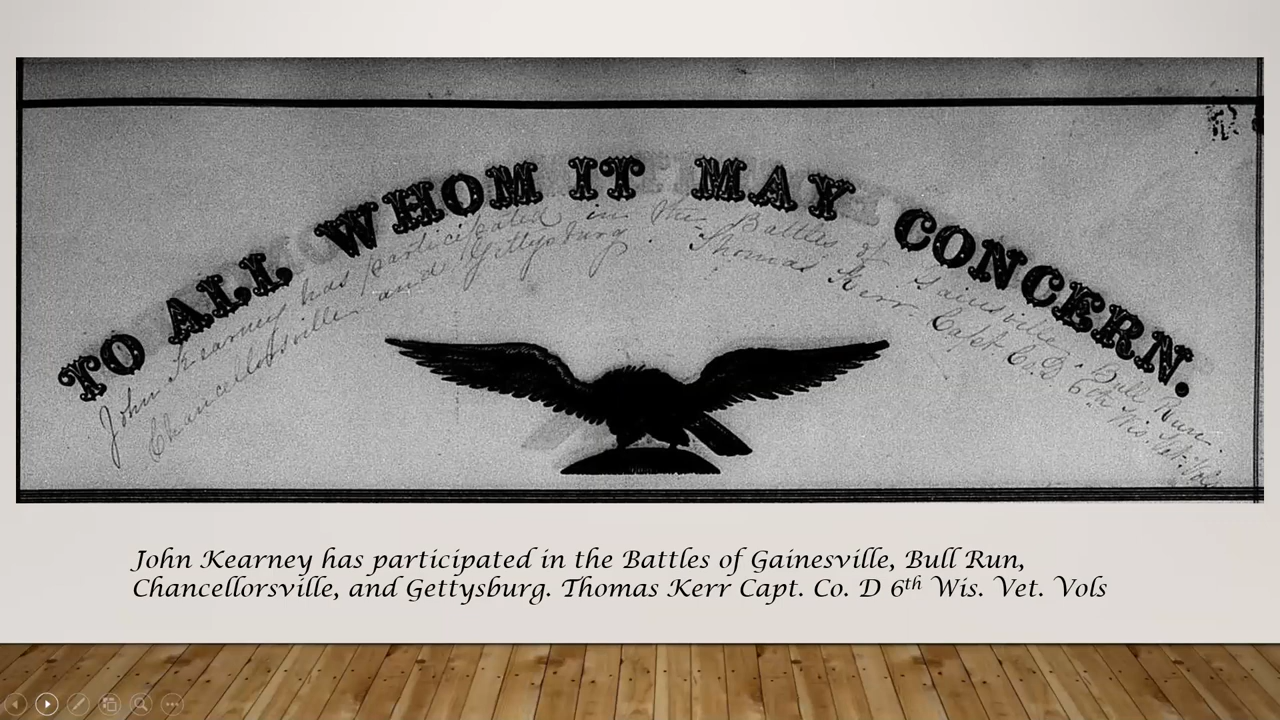 TO ALL WHOM IT MAY CONCERN.
John Kearney has participated in the Battles of Gainesville, Bull Run,
Chancellorsville and Gettysburg. Thomas Kerr Capt. Co. D. 6th Wis. Vet. Vols
John Kearney has participated in the Battles of Gainesville, Bull Run,
Chancellorsville, and Gettysburg. Thomas Kerr Capt. Co. D 6th Wis. Vet. Vols